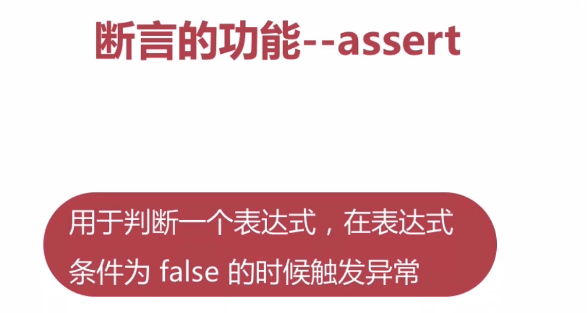 断言的功能--assert
用于判断一个表达式，在表达式
条件为 false 的时候触发异常